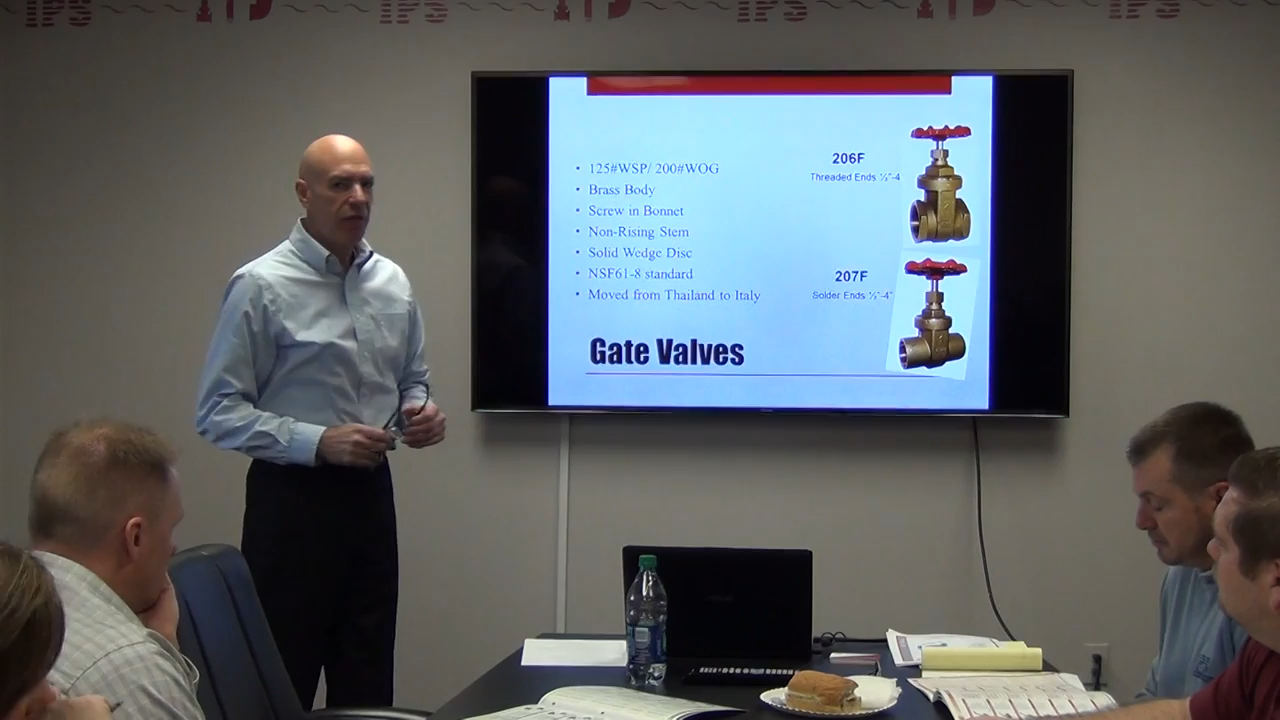 IPS IPS IPS IPS
• 125#WSP/ 200#WOG
• Brass Body
• Screw in Bonnet
• Non-Rising Stem
• Solid Wedge Disc
• NSF61-8 standard
• Moved from Thailand to Italy
206F
Threaded Ends ½"-4
207F
Solder Ends ½"-4"
Gate Valves